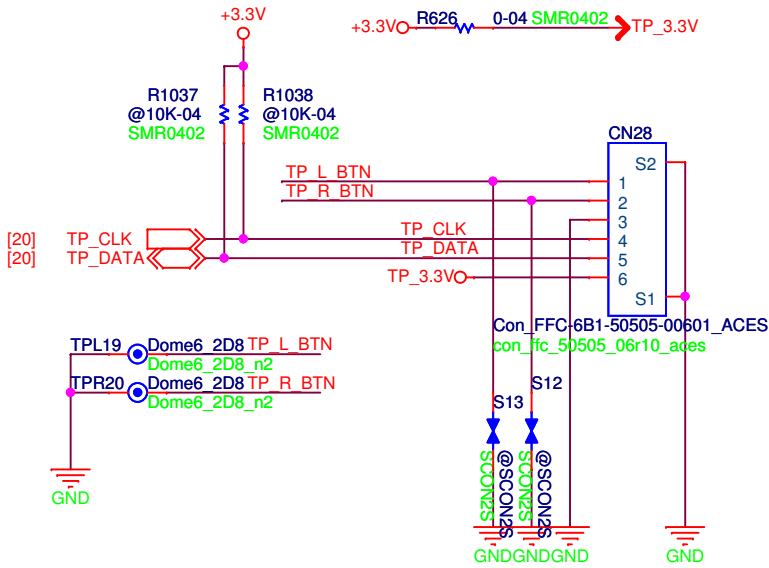 +3.3V
+3.3V
R626
0-04 SMR0402
TP_3.3V
R1037
@10K-04
SMR0402
R1038
@10K-04
SMR0402
CN28
S2
TP_L_BTN
1
TP_R_BTN
2
3
[20] TP_CLK
TP_CLK
4
[20] TP_DATA
TP_DATA
5
TP_3.3V
6
S1
Con_FFC-6B1-50505-00601_ACES
con_ffc_50505_06r10_aces
TPL19
Dome6_2D8 TP_L_BTN
Dome6_2D8_n2
TPR20
Dome6_2D8 TP_R_BTN
Dome6_2D8_n2
S12
S13
SCON2S
@SCON2S
SCON2S
@SCON2S
GND
GND
GND
GND
GND